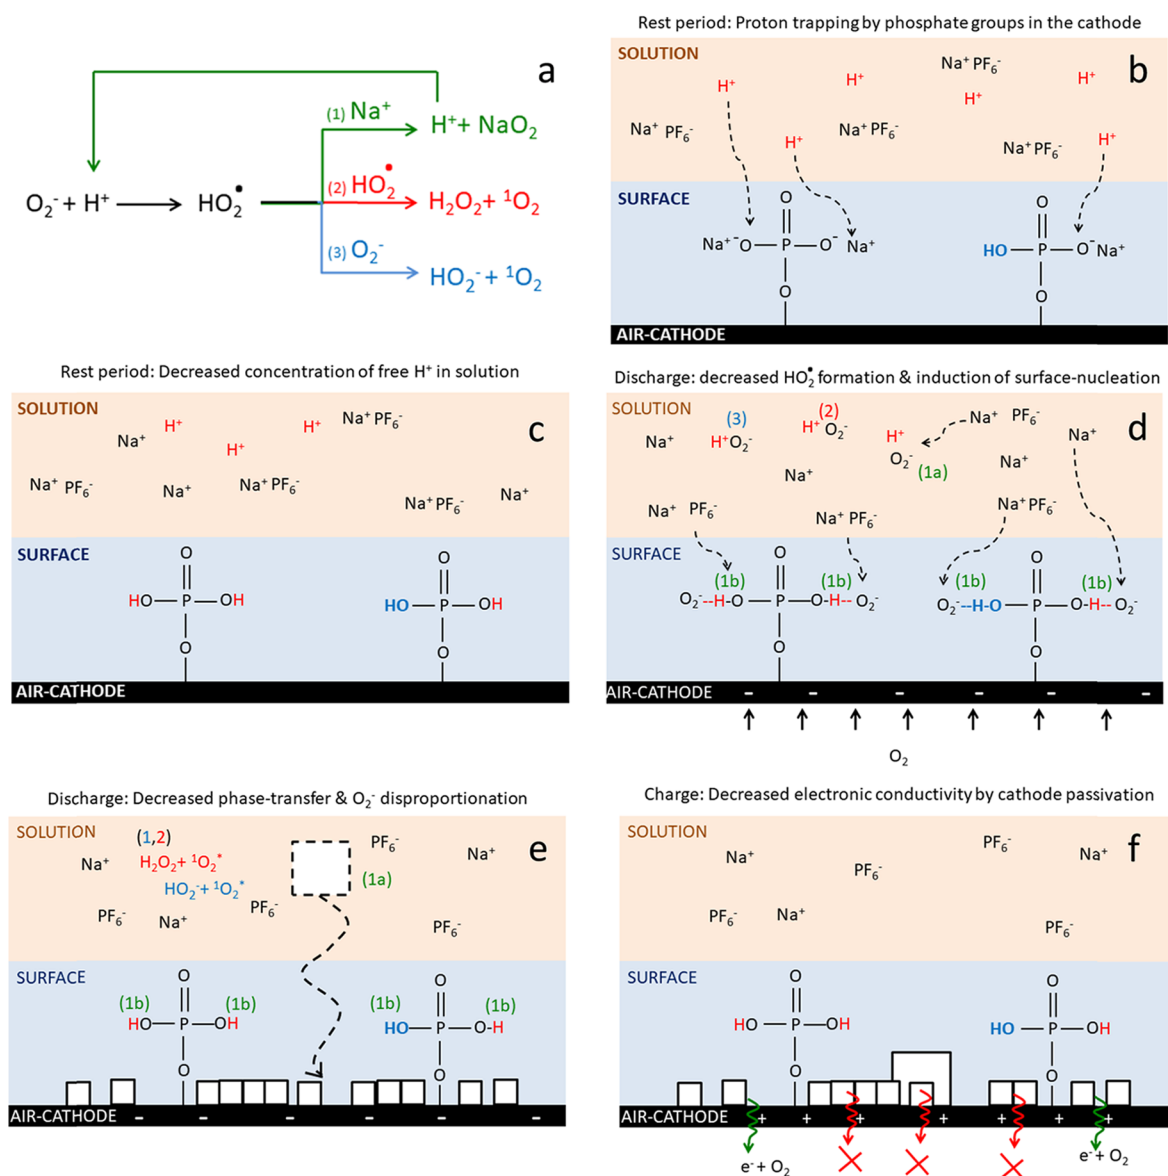 a
(1) Na⁺
H⁺+ NaO₂
O₂⁻+ H⁺
HO₂•
(2) HO₂•
H₂O₂+ ¹O₂
(3) O₂⁻
HO₂⁻+ ¹O₂
Rest period: Proton trapping by phosphate groups in the cathode
SOLUTION
b
Na⁺ PF₆⁻
H⁺ H⁺ H⁺
H⁺
Na⁺ PF₆⁻ Na⁺ PF₆⁻
H⁺ Na⁺ PF₆⁻ H⁺
SURFACE
O O
Na⁺ ⁻O P O⁻ Na⁺ HO P O⁻ Na⁺
O O
AIR-CATHODE
Rest period: Decreased concentration of free H⁺ in solution
SOLUTION
c
H⁺ H⁺ Na⁺ PF₆⁻
Na⁺ H⁺
Na⁺ PF₆⁻ Na⁺ Na⁺ PF₆⁻ Na⁺ PF₆⁻ Na⁺
SURFACE
O O
HO P OH HO P OH
O O
AIR-CATHODE
Discharge: decreased HO₂• formation & induction of surface-nucleation
SOLUTION
d
(3) (2) Na⁺ PF₆⁻
Na⁺ H⁺O₂⁻ H⁺ O₂⁻ H⁺ Na⁺
O₂⁻ (1a) Na⁺
Na⁺
Na⁺ PF₆⁻ Na⁺ PF₆⁻ Na⁺ PF₆⁻
SURFACE
O O
(1b) (1b) (1b) (1b)
O₂⁻--H-O P O-H-- O₂⁻ O₂⁻--H-O P O-H-- O₂⁻
O O
AIR-CATHODE − − − − − −
O₂
Discharge: Decreased phase-transfer & O₂⁻ disproportionation
SOLUTION
e
(1,2)
Na⁺ H₂O₂+ ¹O₂* PF₆⁻ Na⁺
HO₂⁻+ ¹O₂* (1a)
PF₆⁻ Na⁺ PF₆⁻ PF₆⁻
SURFACE
O O
(1b) (1b) (1b) (1b)
HO P OH HO P O-H
O O
AIR-CATHODE − − − − − −
Charge: Decreased electronic conductivity by cathode passivation
SOLUTION
f
Na⁺ PF₆⁻ PF₆⁻ Na⁺
PF₆⁻ Na⁺ PF₆⁻
SURFACE
O O
HO P OH HO P OH
O O
AIR-CATHODE + + + + + + +
e⁻+ O₂ e⁻+ O₂